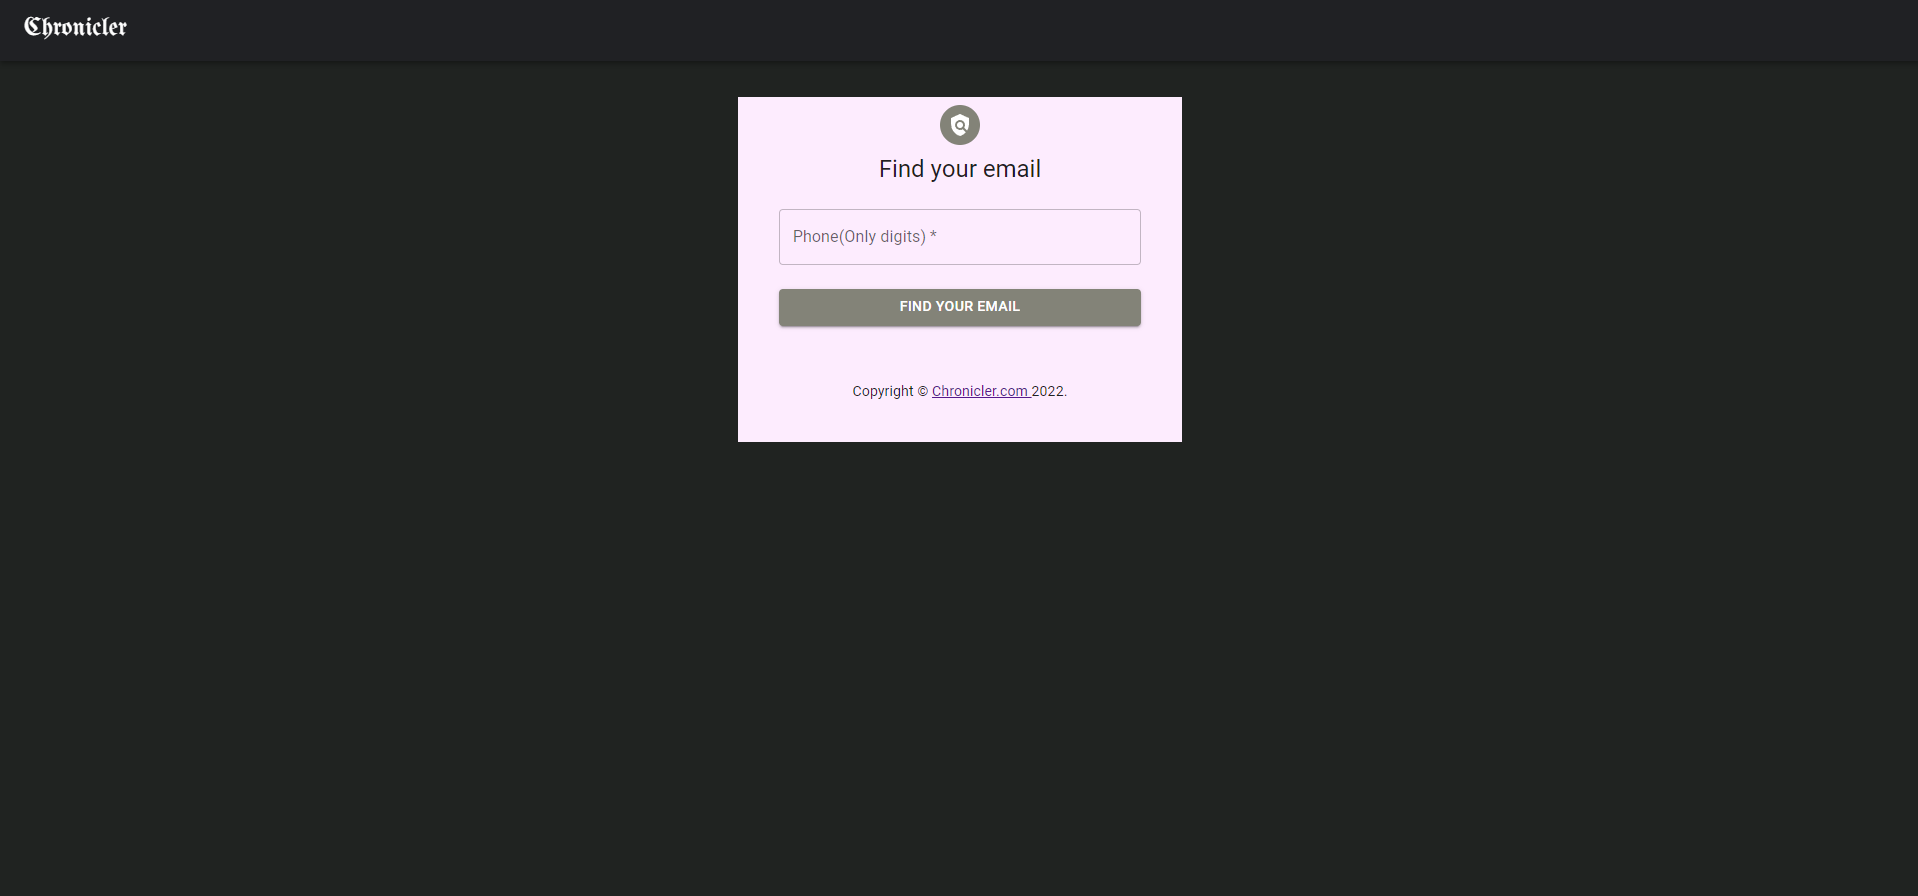 Chronicler
Find your email
Phone(Only digits) *
FIND YOUR EMAIL
Copyright © Chronicler.com 2022.